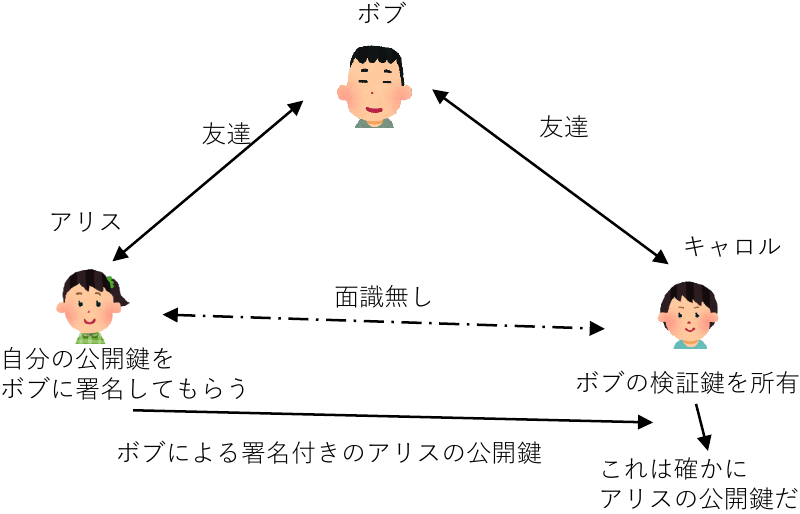 ボブ
友達
友達
アリス
キャロル
面識無し
自分の公開鍵を
ボブに署名してもらう
ボブの検証鍵を所有
ボブによる署名付きのアリスの公開鍵
これは確かに
アリスの公開鍵だ